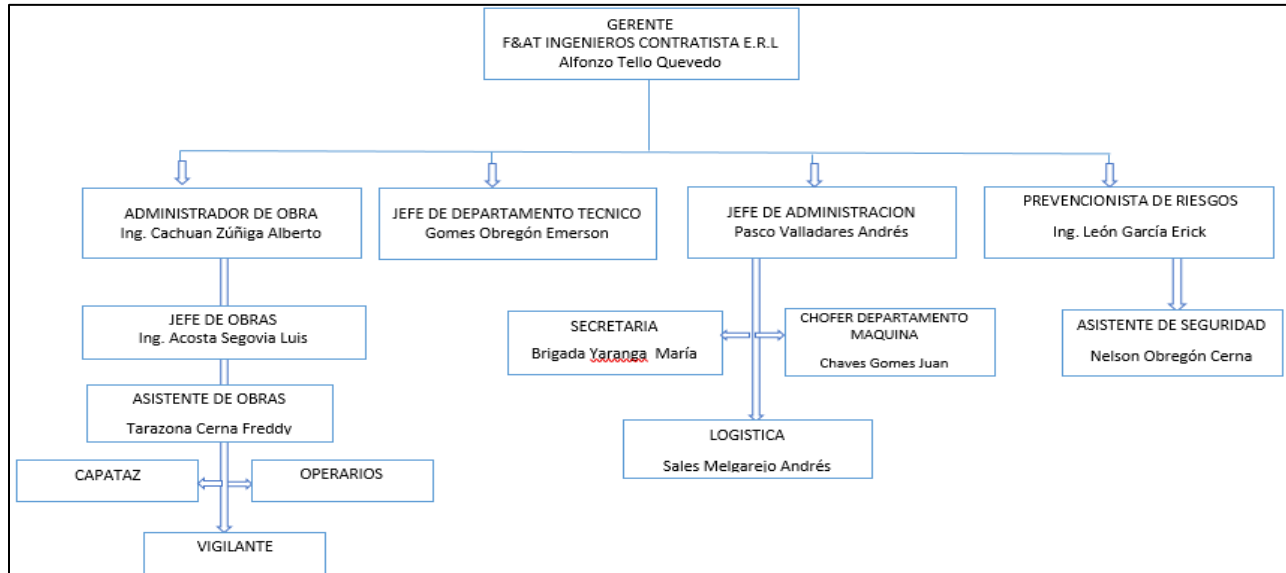 GERENTE
F&AT INGENIEROS CONTRATISTA E.R.L
Alfonzo Tello Quevedo
ADMINISTRADOR DE OBRA
Ing. Cachuan Zúñiga Alberto
JEFE DE DEPARTAMENTO TECNICO
Gomes Obregón Emerson
JEFE DE ADMINISTRACION
Pasco Valladares Andrés
PREVENCIONISTA DE RIESGOS
Ing. León García Erick
JEFE DE OBRAS
Ing. Acosta Segovia Luis
SECRETARIA
Brigada Yaranga María
CHOFER DEPARTAMENTO
MAQUINA
Chaves Gomes Juan
ASISTENTE DE SEGURIDAD
Nelson Obregón Cerna
ASISTENTE DE OBRAS
Tarazona Cerna Freddy
LOGISTICA
Sales Melgarejo Andrés
CAPATAZ
OPERARIOS
VIGILANTE